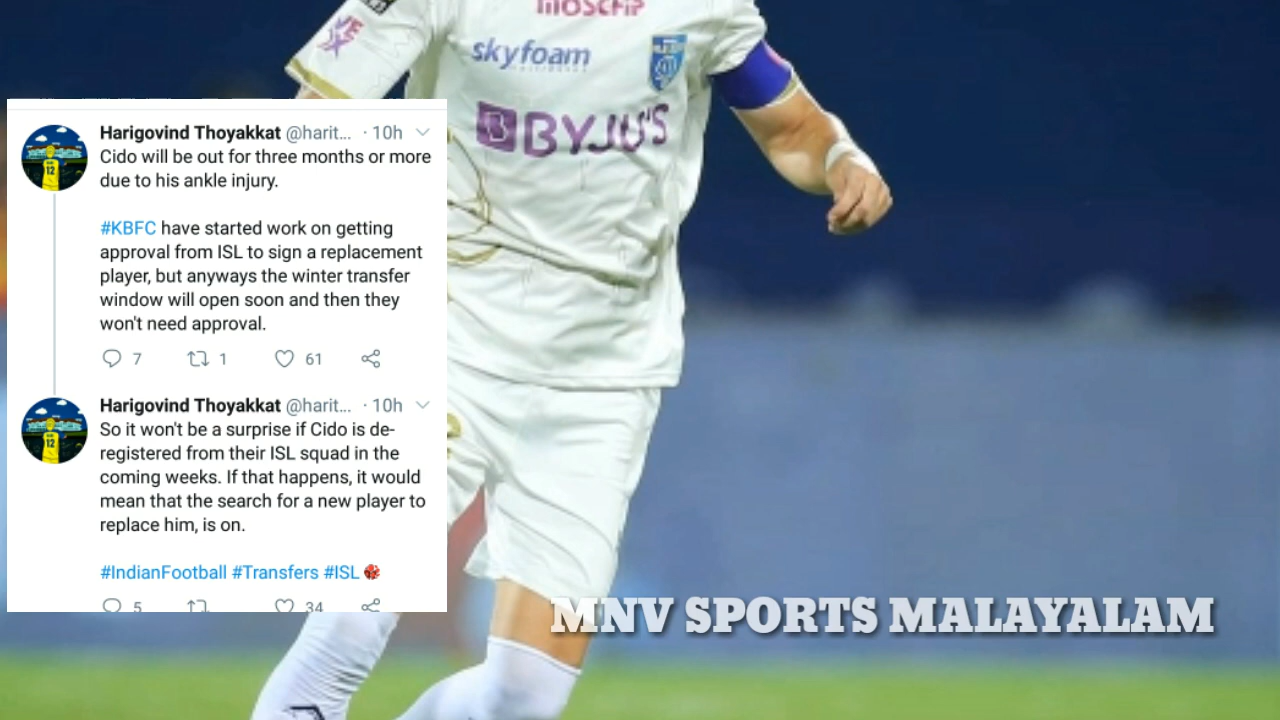 MOSCHIP
skyfoam
BYJU'S
Harigovind Thoyakkat @harit... · 10h
Cido will be out for three months or more
due to his ankle injury.
#KBFC have started work on getting
approval from ISL to sign a replacement
player, but anyways the winter transfer
window will open soon and then they
won't need approval.
7 1 61
Harigovind Thoyakkat @harit... · 10h
So it won't be a surprise if Cido is de-
registered from their ISL squad in the
coming weeks. If that happens, it would
mean that the search for a new player to
replace him, is on.
#IndianFootball #Transfers #ISL
5 34
MNV SPORTS MALAYALAM